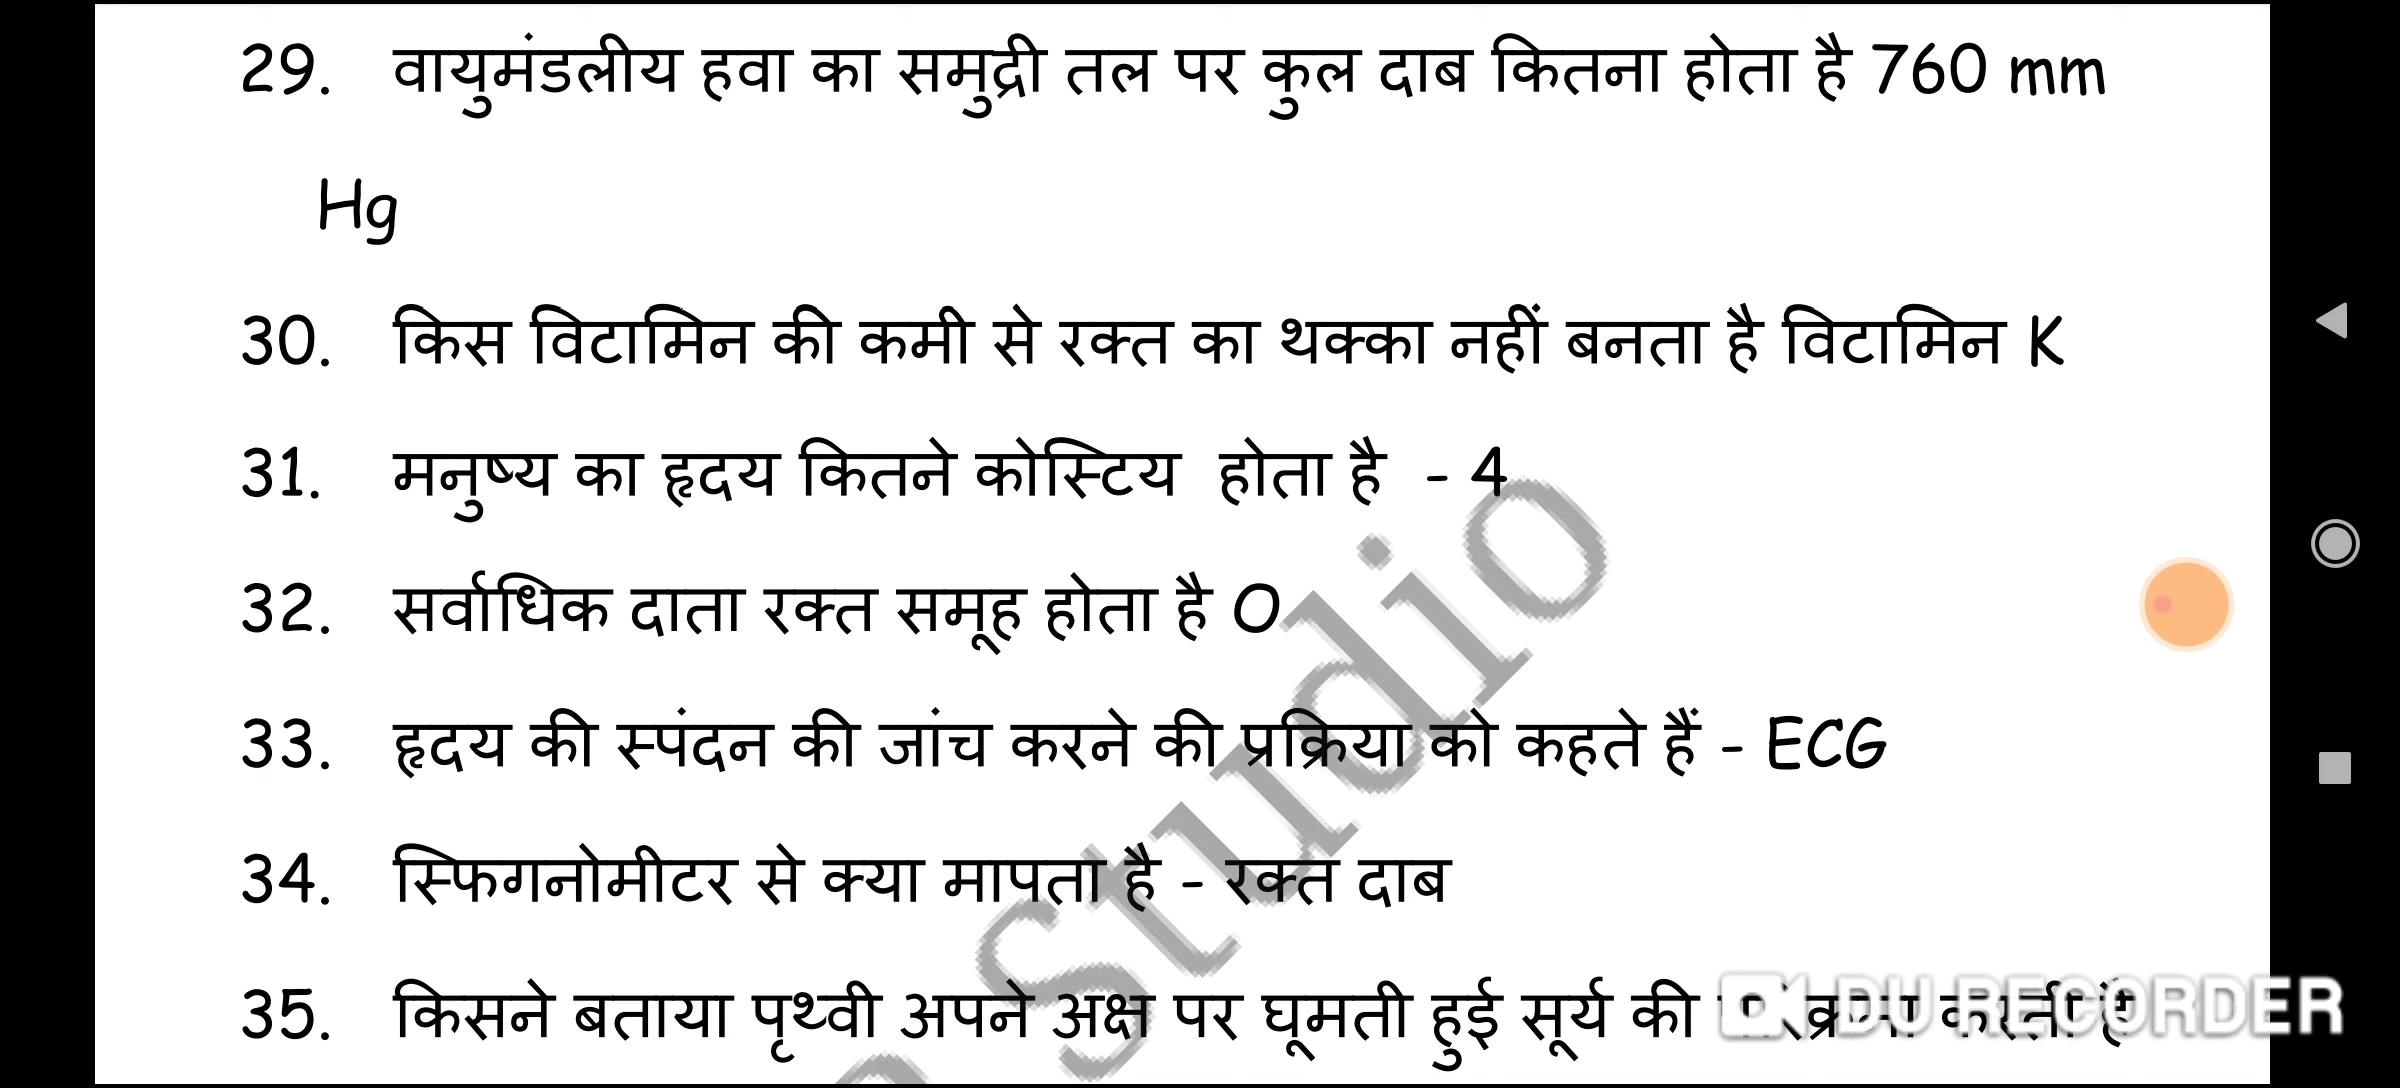 29. वायुमंडलीय हवा का समुद्री तल पर कुल दाब कितना होता है 760 mm
Hg
30. किस विटामिन की कमी से रक्त का थक्का नहीं बनता है विटामिन K
31. मनुष्य का हृदय कितने कोस्टिय होता है - 4
32. सर्वाधिक दाता रक्त समूह होता है O
33. हृदय की स्पंदन की जांच करने की प्रक्रिया को कहते हैं - ECG
34. स्फिगनोमीटर से क्या मापता है - रक्त दाब
35. किसने बताया पृथ्वी अपने अक्ष पर घूमती हुई सूर्य की करती है
DU RECORDER
Studio